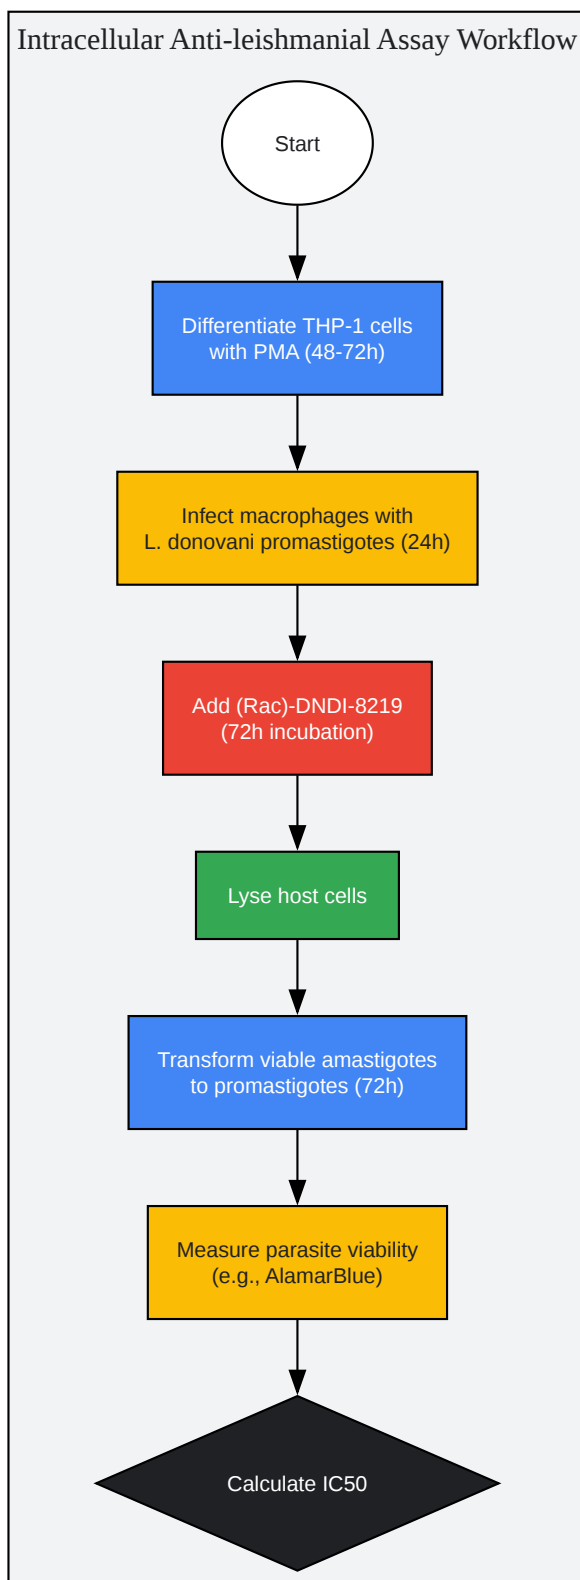 Intracellular Anti-leishmanial Assay Workflow
Start
Differentiate THP-1 cells
with PMA (48-72h)
Infect macrophages with
L. donovani promastigotes (24h)
Add (Rac)-DNDI-8219
(72h incubation)
Lyse host cells
Transform viable amastigotes
to promastigotes (72h)
Measure parasite viability
(e.g., AlamarBlue)
Calculate IC50